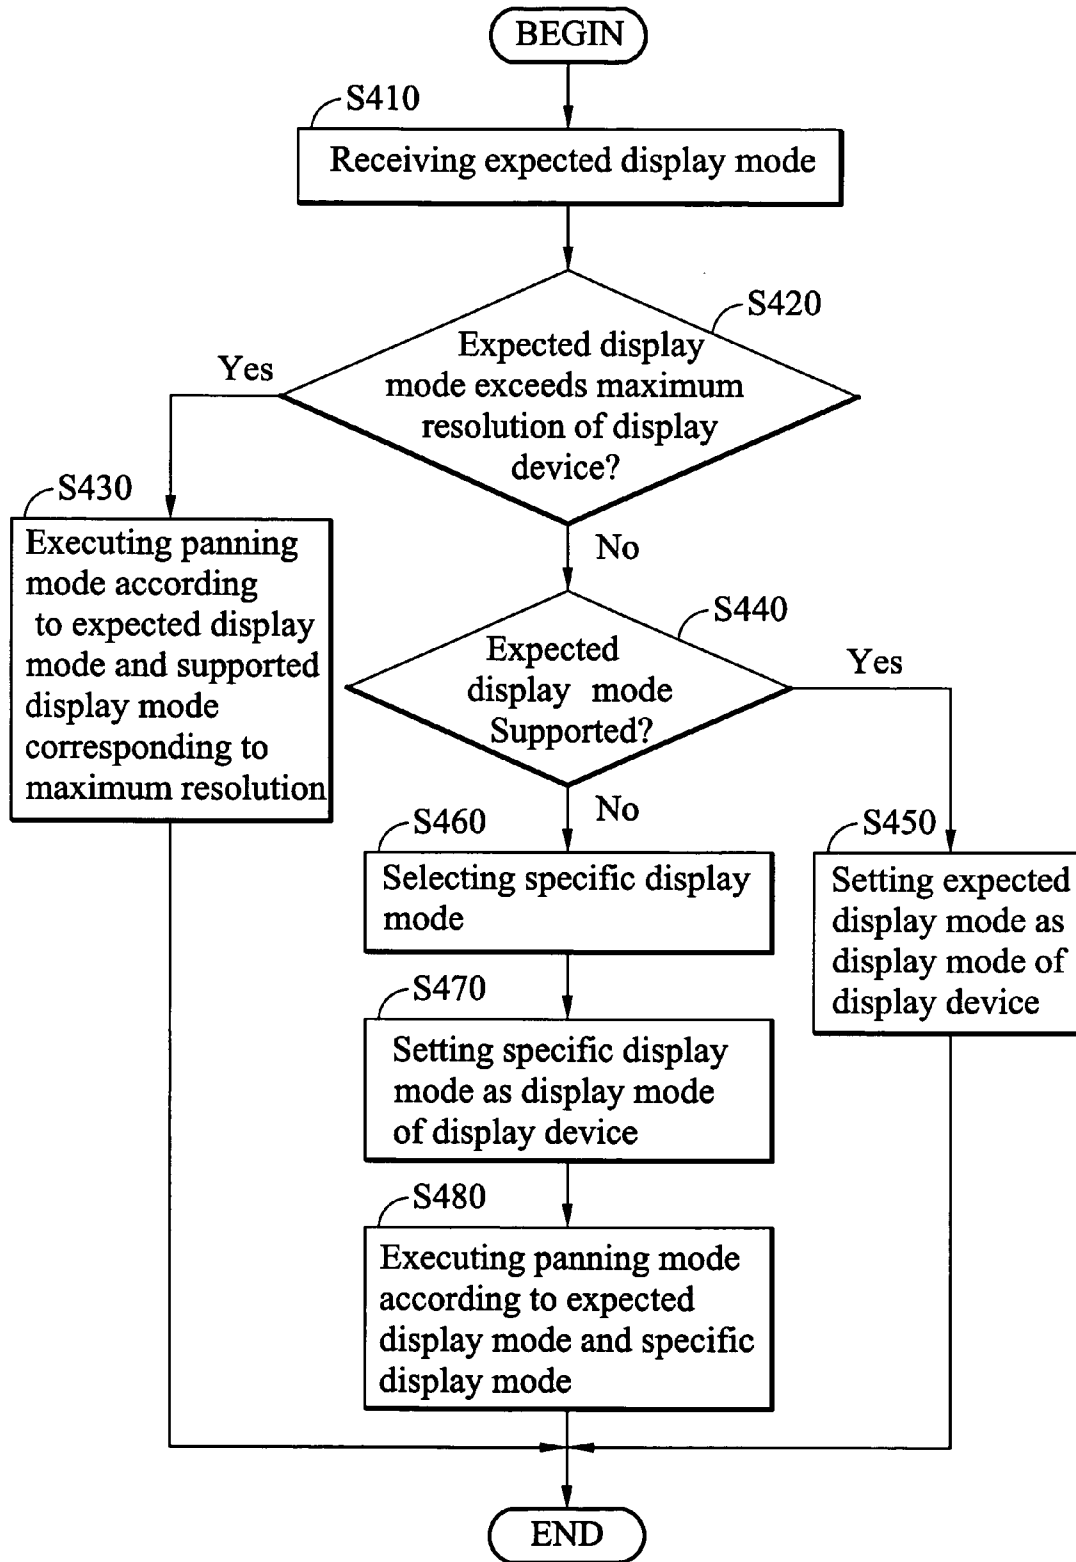 BEGIN
S410
Receiving expected display mode
S420
Expected display
mode exceeds maximum
resolution of display
device?
Yes
No
S430
Executing panning
mode according
to expected display
mode and supported
display mode
corresponding to
maximum resolution
S440
Expected
display mode
Supported?
Yes
No
S450
Setting expected
display mode as
display mode of
display device
S460
Selecting specific display
mode
S470
Setting specific display
mode as display mode
of display device
S480
Executing panning mode
according to expected
display mode and specific
display mode
END